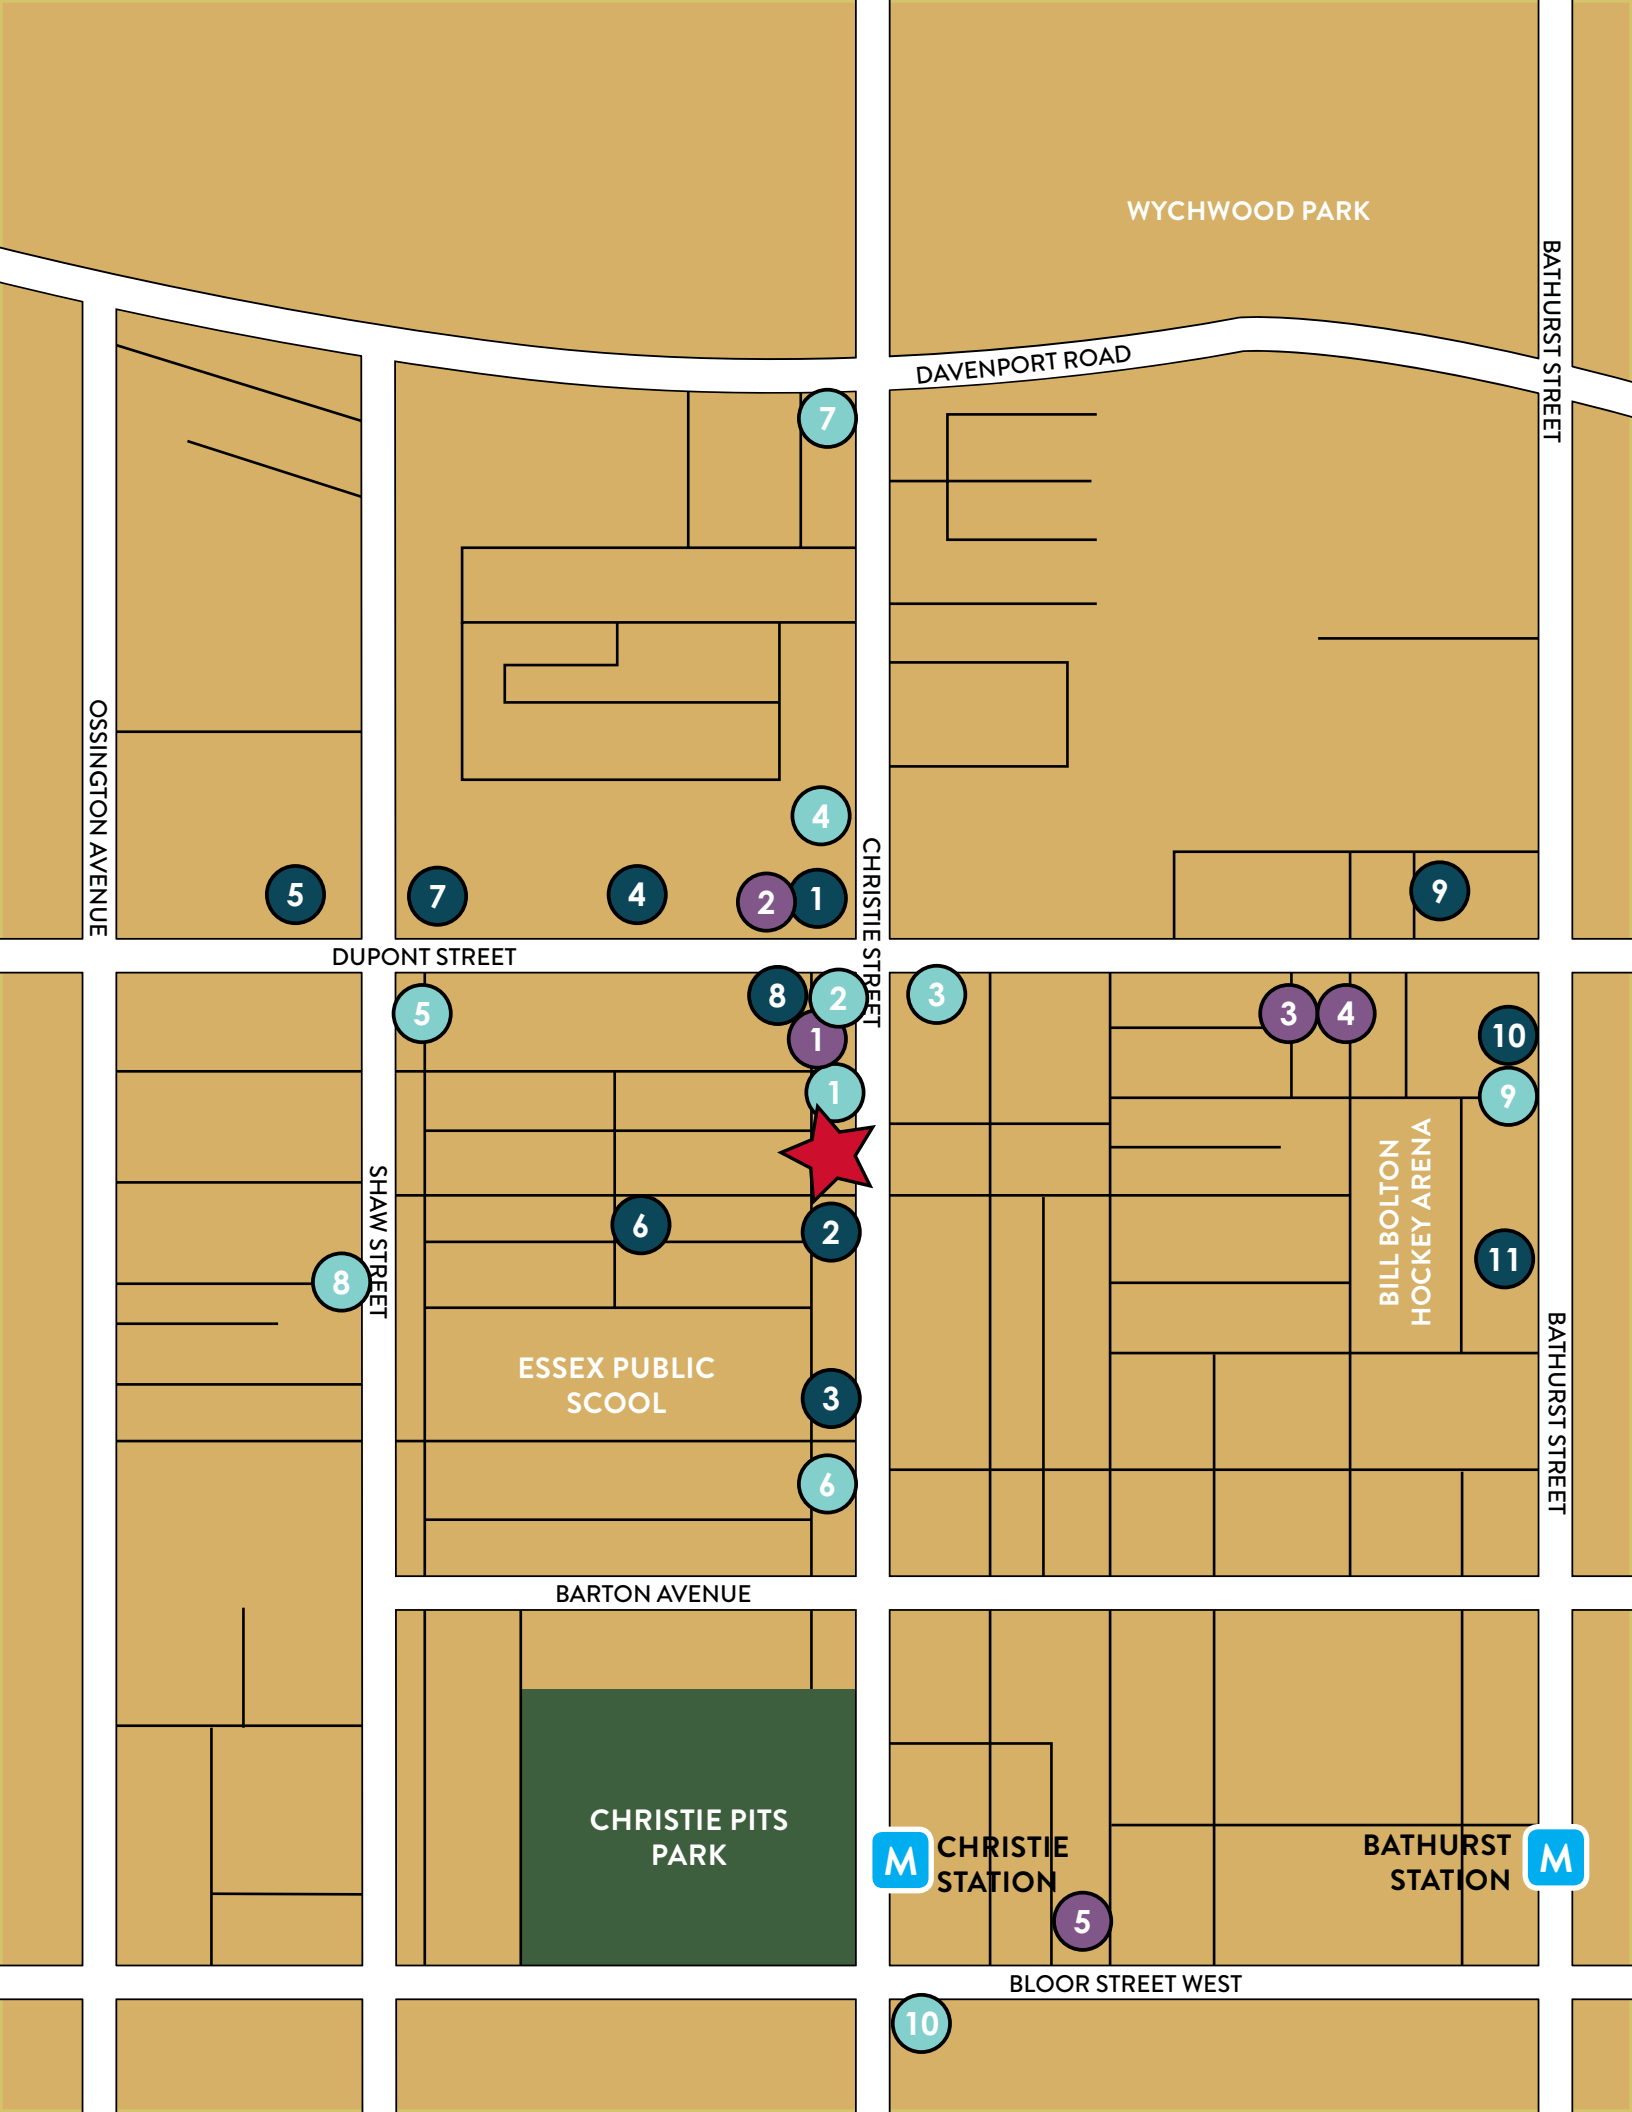 WYCHWOOD PARK
BATHURST STREET
DAVENPORT ROAD
7
OSSINGTON AVENUE
4
CHRISTIE STREET
5
7
4
2
1
9
DUPONT STREET
5
8
2
3
1
3
4
10
1
9
SHAW STREET
6
2
8
BILL BOLTON
HOCKEY ARENA
11
ESSEX PUBLIC
SCOOL
3
BATHURST STREET
6
BARTON AVENUE
CHRISTIE PITS
PARK
M
CHRISTIE
STATION
BATHURST
STATION
M
5
BLOOR STREET WEST
10